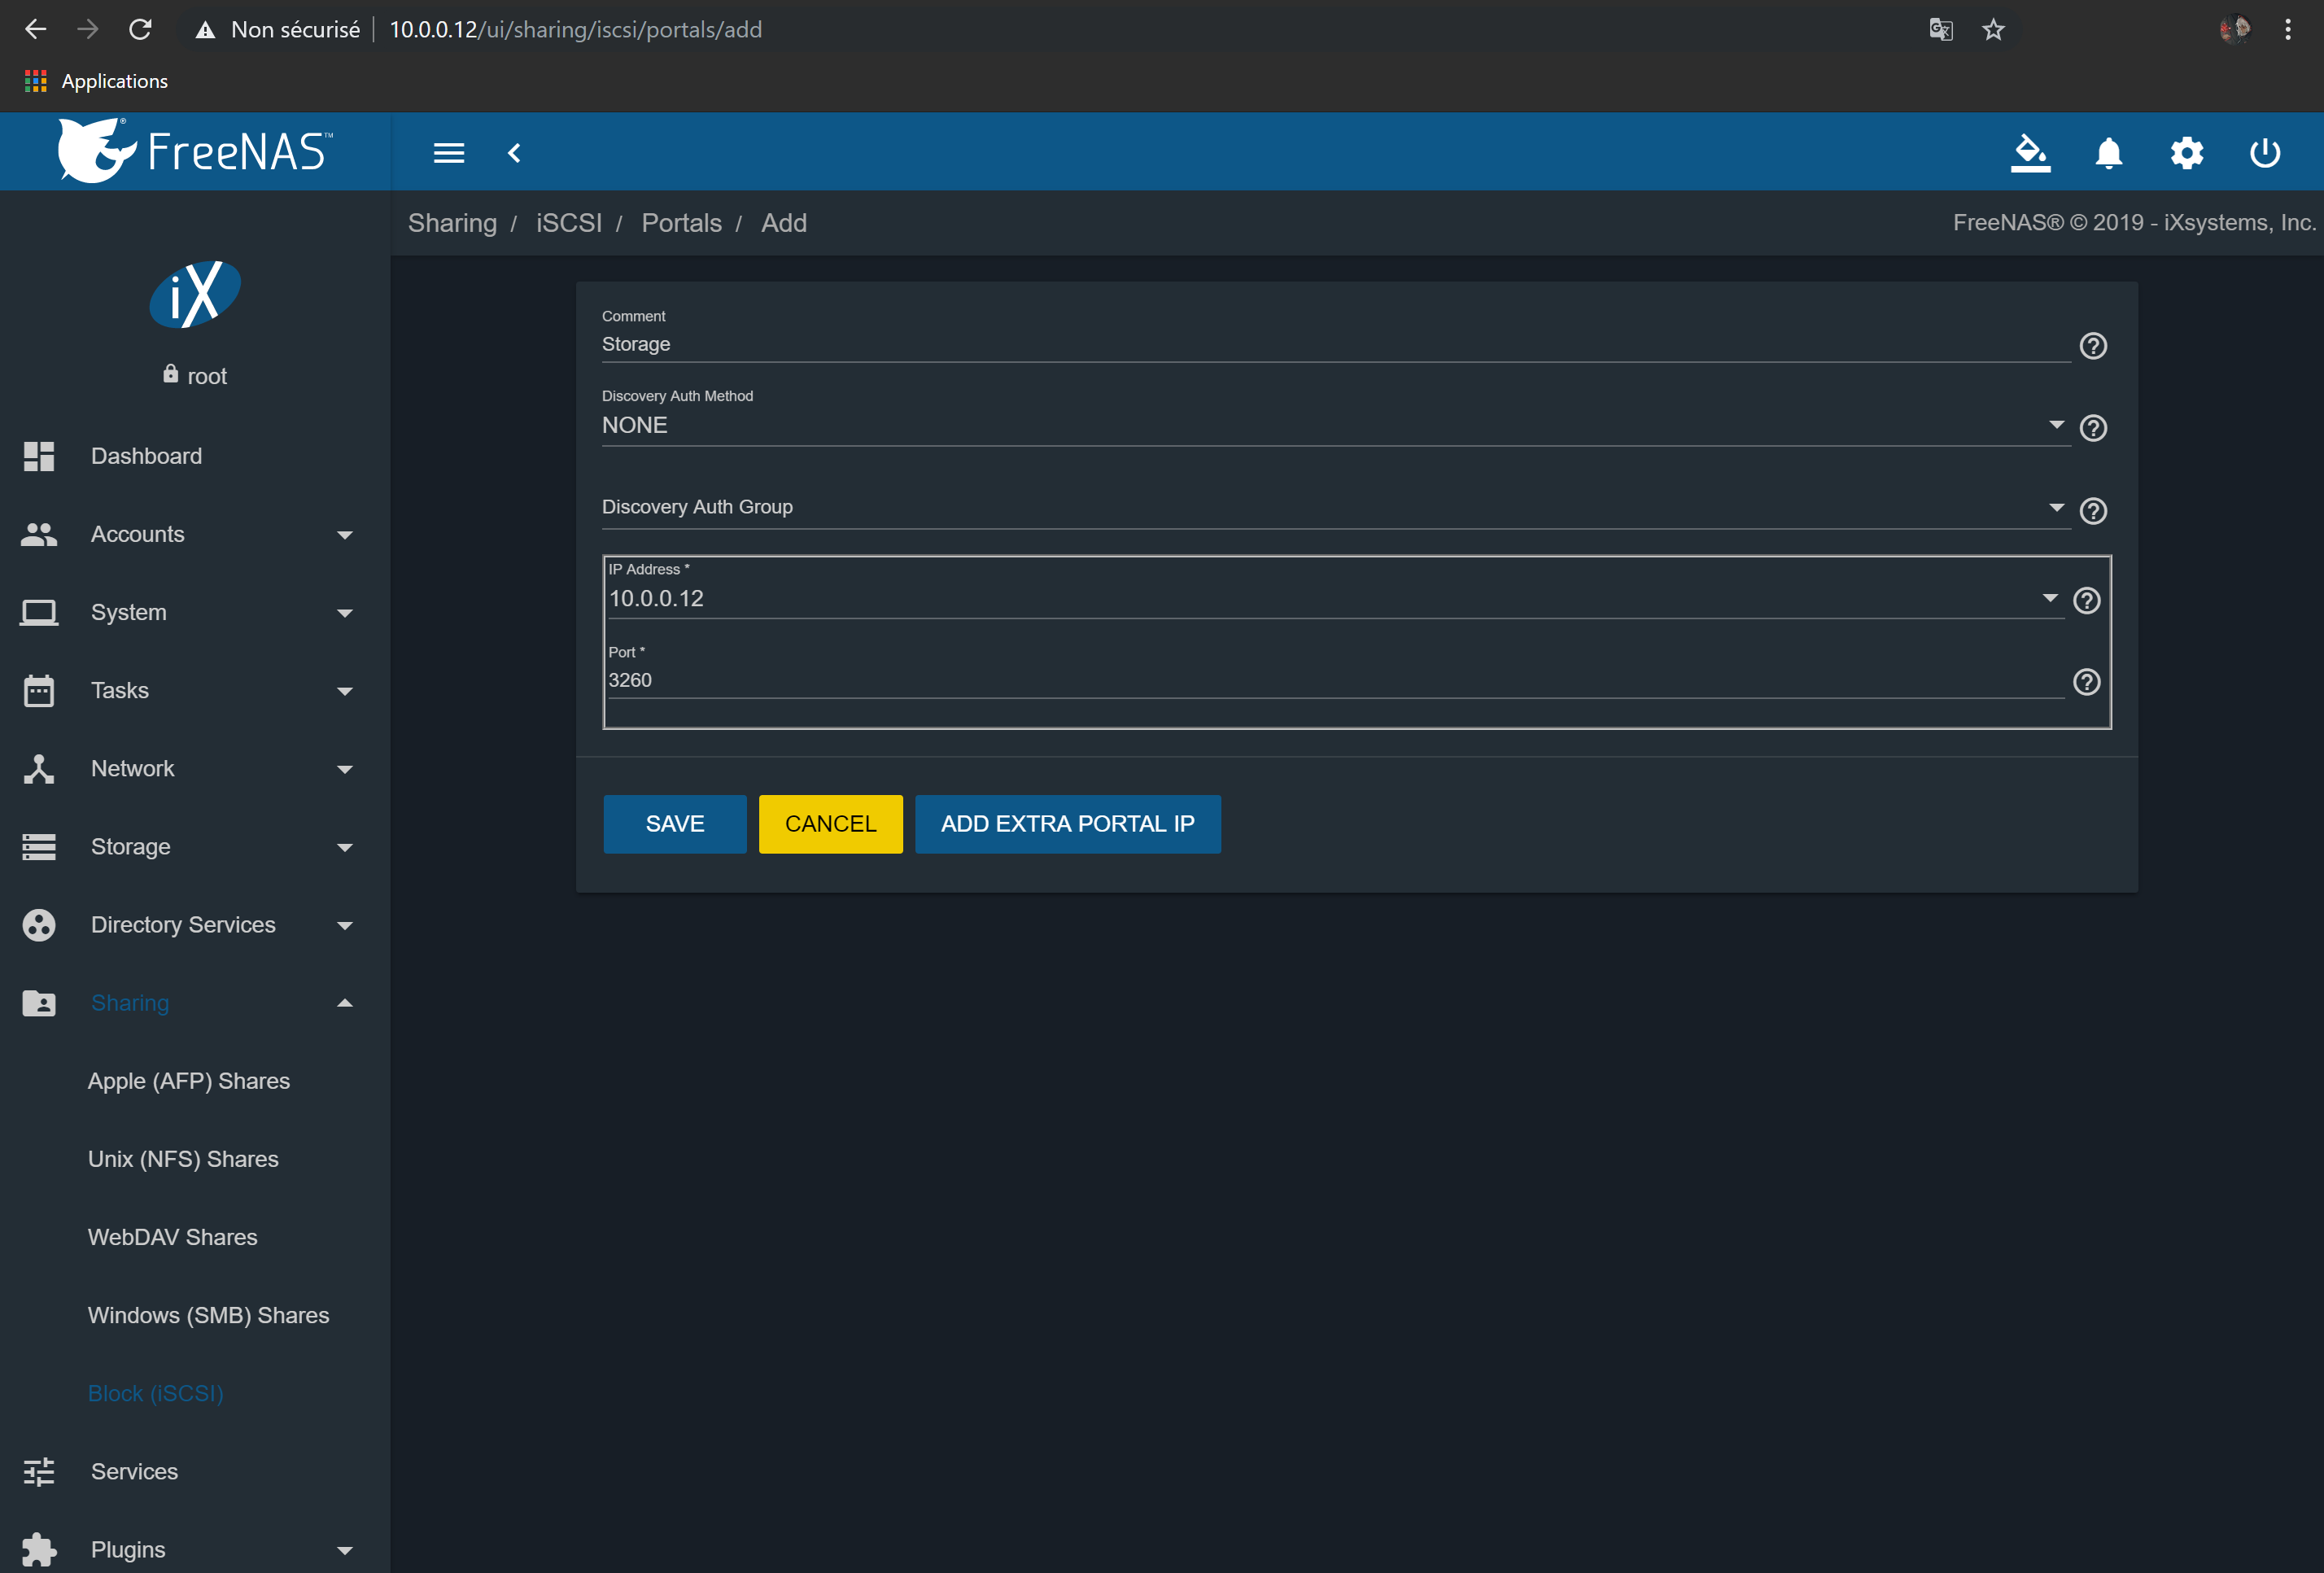 Non sécurisé 10.0.0.12/ui/sharing/iscsi/portals/add
Applications
FreeNAS™
Sharing / iSCSI / Portals / Add
FreeNAS® © 2019 - iXsystems, Inc.
iX
root
Dashboard
Accounts
System
Tasks
Network
Storage
Directory Services
Sharing
Apple (AFP) Shares
Unix (NFS) Shares
WebDAV Shares
Windows (SMB) Shares
Block (iSCSI)
Services
Plugins
Comment
Storage
Discovery Auth Method
NONE
Discovery Auth Group
IP Address *
10.0.0.12
Port *
3260
SAVE CANCEL ADD EXTRA PORTAL IP